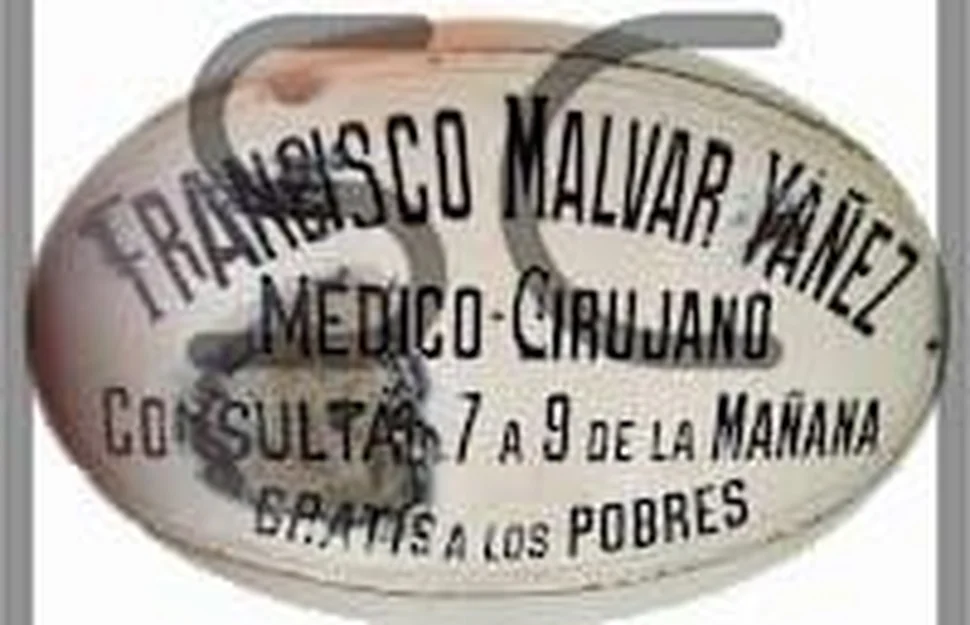 FRANCISCO MALVAR YAÑEZ
MÉDICO-CIRUJANO
CONSULTAS 7 A 9 DE LA MAÑANA
GRATIS A LOS POBRES